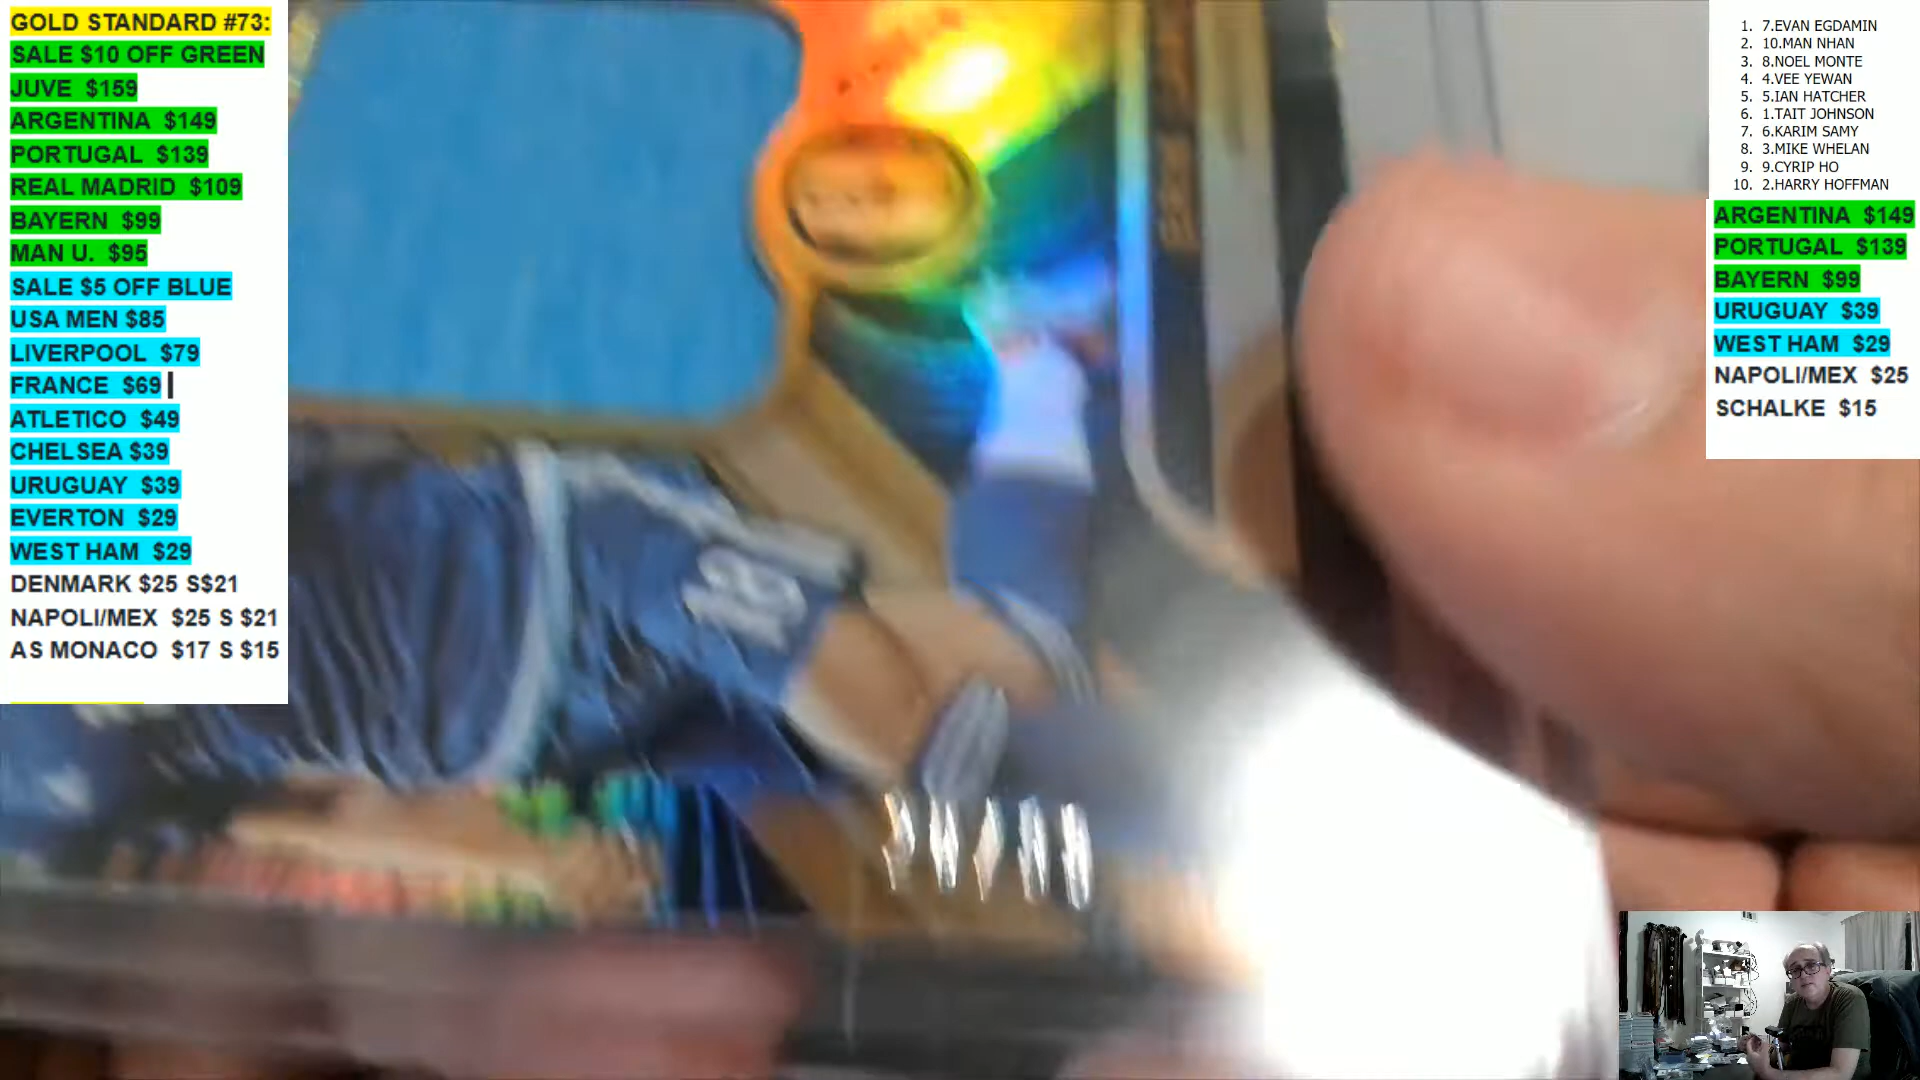 GOLD STANDARD #73:
SALE $10 OFF GREEN
JUVE $159
ARGENTINA $149
PORTUGAL $139
REAL MADRID $109
BAYERN $99
MAN U. $95
SALE $5 OFF BLUE
USA MEN $85
LIVERPOOL $79
FRANCE $69
ATLETICO $49
CHELSEA $39
URUGUAY $39
EVERTON $29
WEST HAM $29
DENMARK $25 S$21
NAPOLI/MEX $25 S $21
AS MONACO $17 S $15
1. 7.EVAN EGDAMIN
2. 10.MAN NHAN
3. 8.NOEL MONTE
4. 4.VEE YEWAN
5. 5.IAN HATCHER
6. 1.TAIT JOHNSON
7. 6.KARIM SAMY
8. 3.MIKE WHELAN
9. 9.CYRIP HO
10. 2.HARRY HOFFMAN
ARGENTINA $149
PORTUGAL $139
BAYERN $99
URUGUAY $39
WEST HAM $29
NAPOLI/MEX $25
SCHALKE $15